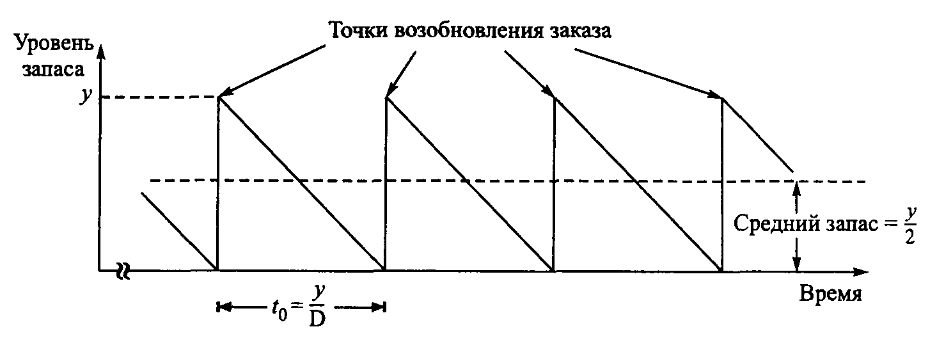 Точки возобновления заказа
Уровень
запаса
y
Средний запас = y/2
Время
t₀ = y/D